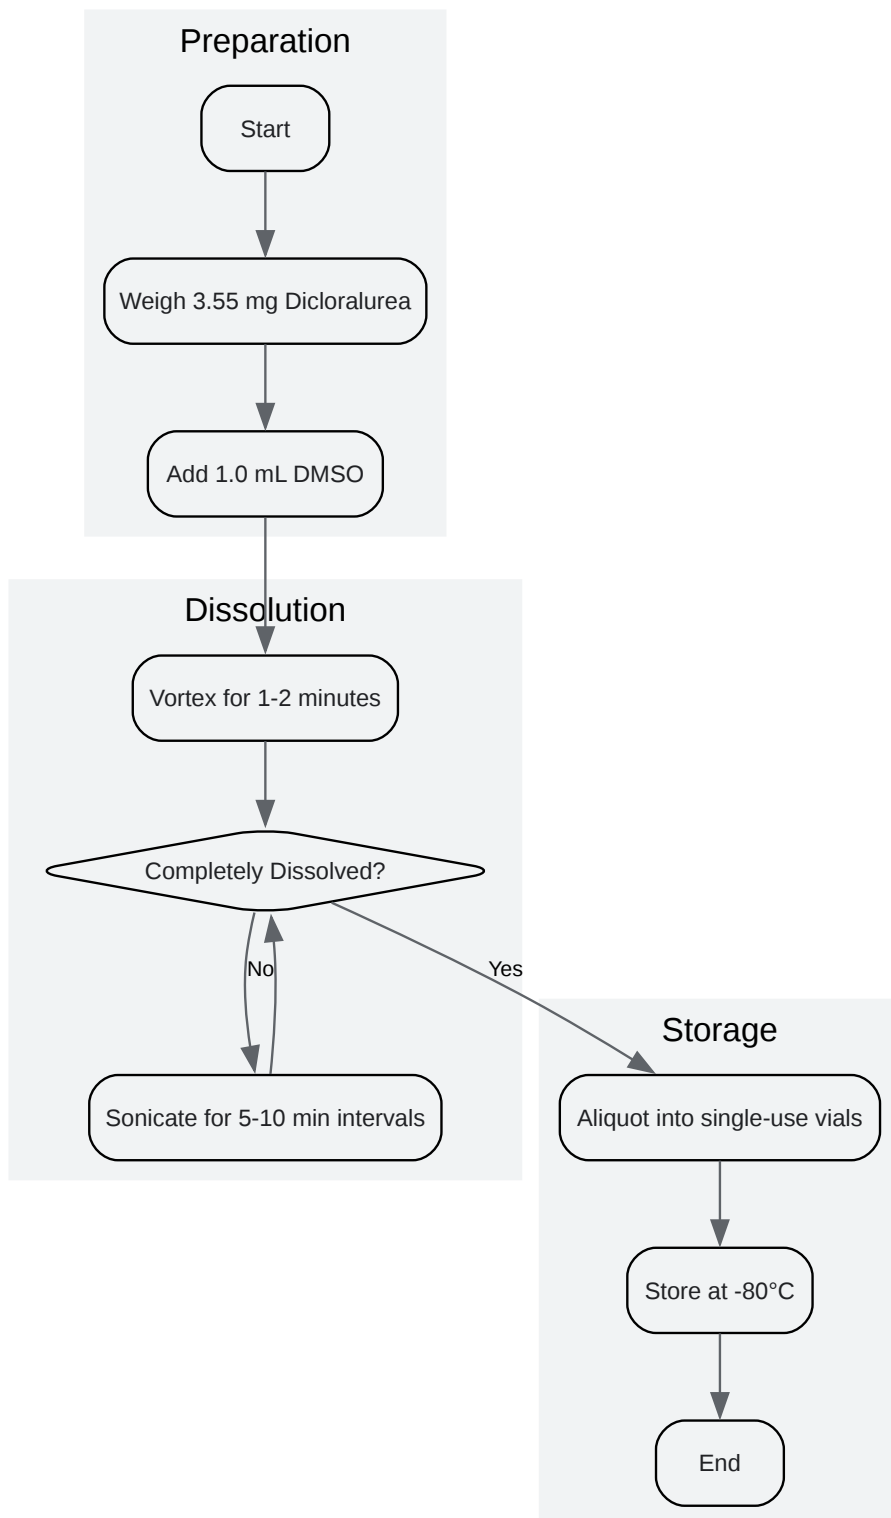 Preparation
Start
Weigh 3.55 mg Dicloralurea
Add 1.0 mL DMSO
Dissolution
Vortex for 1-2 minutes
Completely Dissolved?
No
Yes
Sonicate for 5-10 min intervals
Storage
Aliquot into single-use vials
Store at -80°C
End